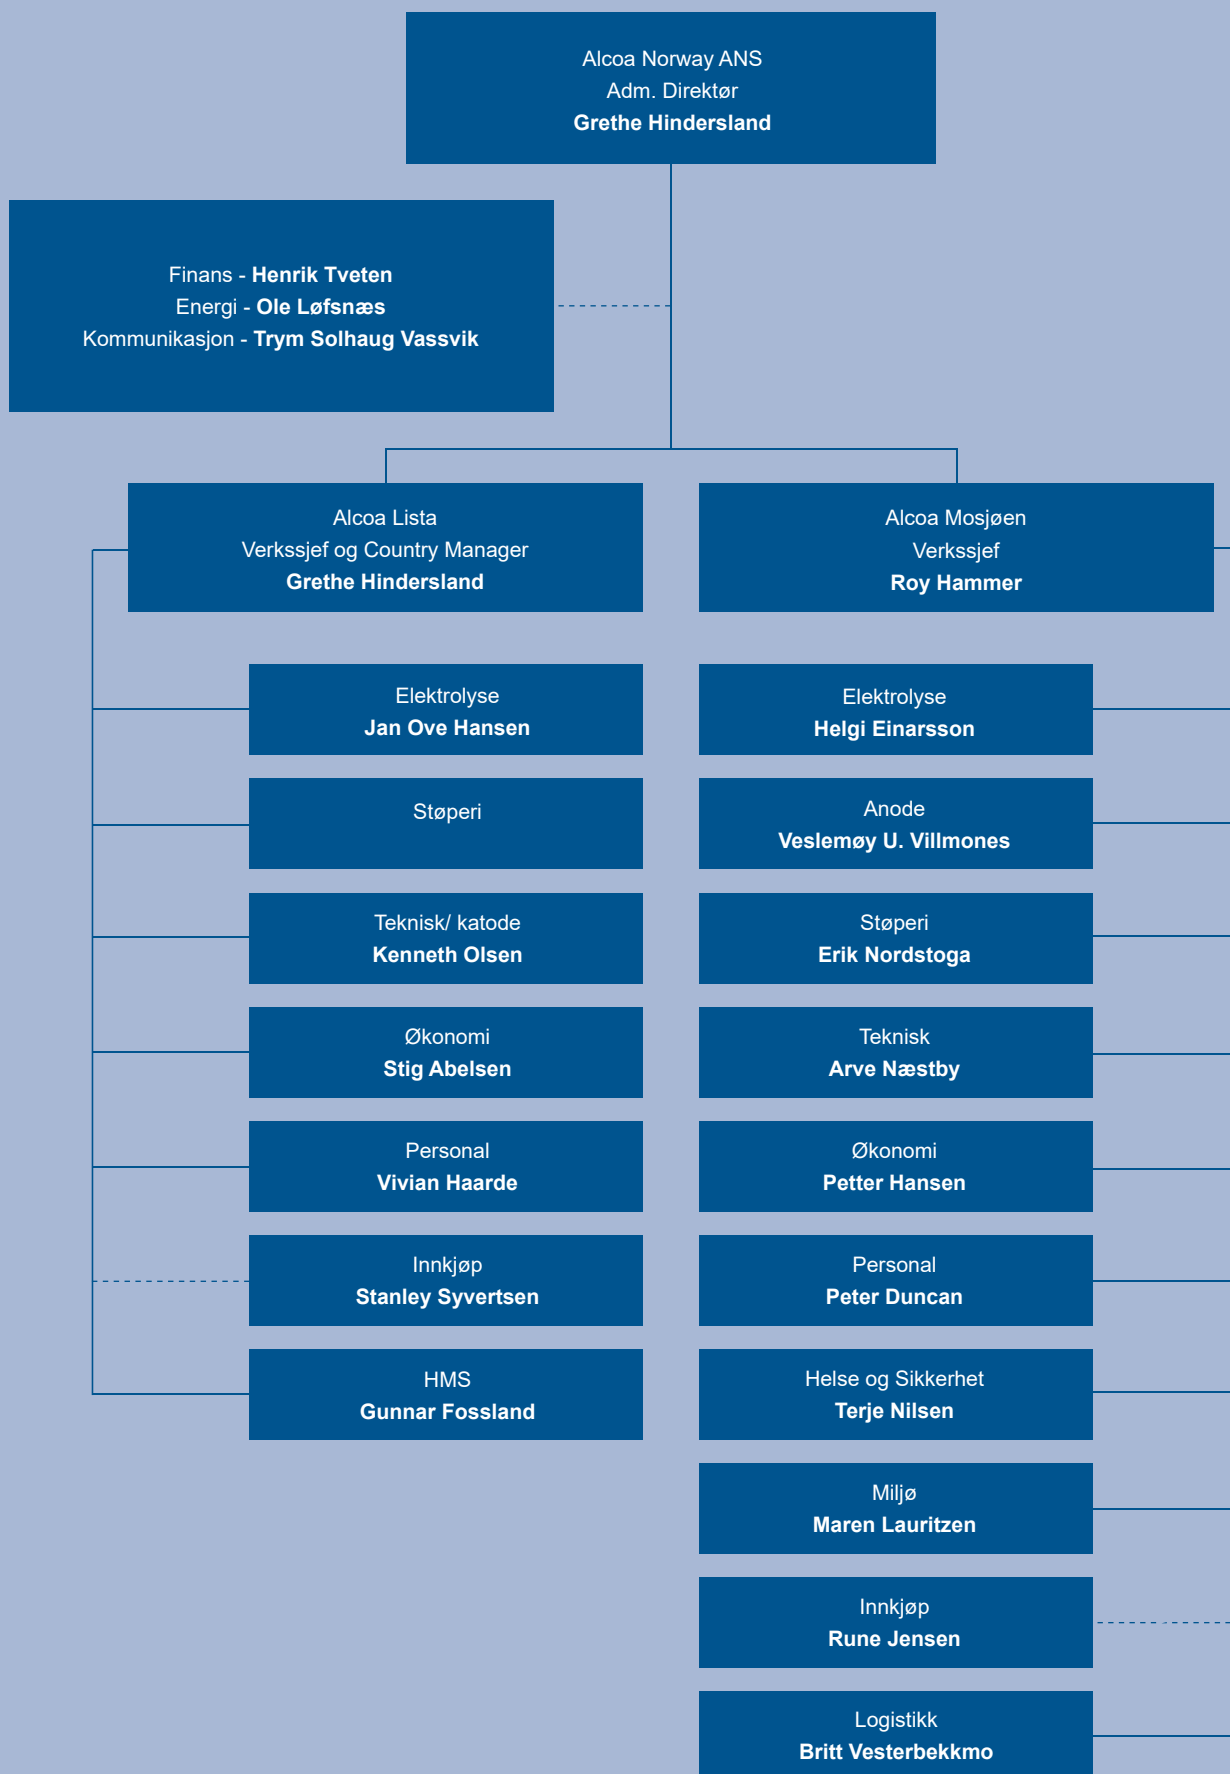 Alcoa Norway ANS
Adm. Direktør
Grethe Hindersland
Finans - Henrik Tveten
Energi - Ole Løfsnæs
Kommunikasjon - Trym Solhaug Vassvik
Alcoa Lista
Verkssjef og Country Manager
Grethe Hindersland
Elektrolyse
Jan Ove Hansen
Støperi
Teknisk/ katode
Kenneth Olsen
Økonomi
Stig Abelsen
Personal
Vivian Haarde
Innkjøp
Stanley Syvertsen
HMS
Gunnar Fossland
Alcoa Mosjøen
Verkssjef
Roy Hammer
Elektrolyse
Helgi Einarsson
Anode
Veslemøy U. Villmones
Støperi
Erik Nordstoga
Teknisk
Arve Næstby
Økonomi
Petter Hansen
Personal
Peter Duncan
Helse og Sikkerhet
Terje Nilsen
Miljø
Maren Lauritzen
Innkjøp
Rune Jensen
Logistikk
Britt Vesterbekkmo